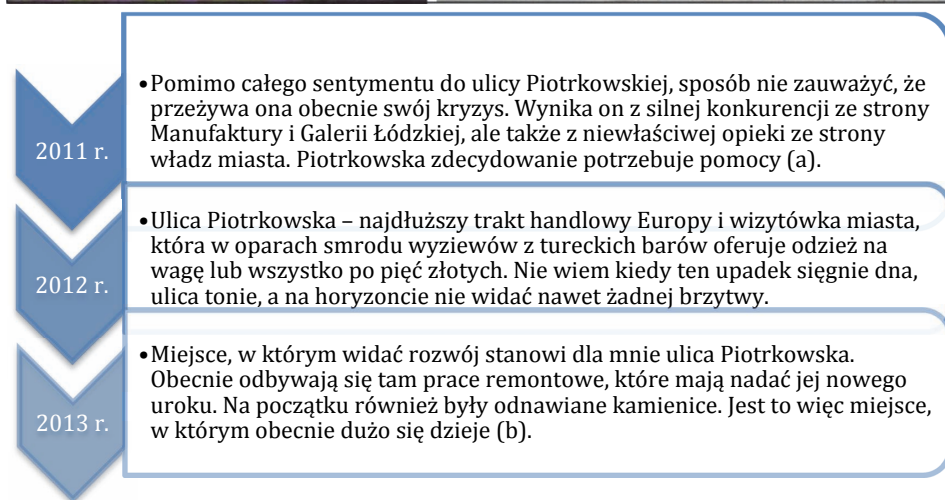 2011 r.
•Pomimo całego sentymentu do ulicy Piotrkowskiej, sposób nie zauważyć, że
przeżywa ona obecnie swój kryzys. Wynika on z silnej konkurencji ze strony
Manufaktury i Galerii Łódzkiej, ale także z niewłaściwej opieki ze strony
władz miasta. Piotrkowska zdecydowanie potrzebuje pomocy (a).
2012 r.
•Ulica Piotrkowska – najdłuższy trakt handlowy Europy i wizytówka miasta,
która w oparach smrodu wyziewów z tureckich barów oferuje odzież na
wagę lub wszystko po pięć złotych. Nie wiem kiedy ten upadek sięgnie dna,
ulica tonie, a na horyzoncie nie widać nawet żadnej brzytwy.
2013 r.
•Miejsce, w którym widać rozwój stanowi dla mnie ulica Piotrkowska.
Obecnie odbywają się tam prace remontowe, które mają nadać jej nowego
uroku. Na początku również były odnawiane kamienice. Jest to więc miejsce,
w którym obecnie dużo się dzieje (b).